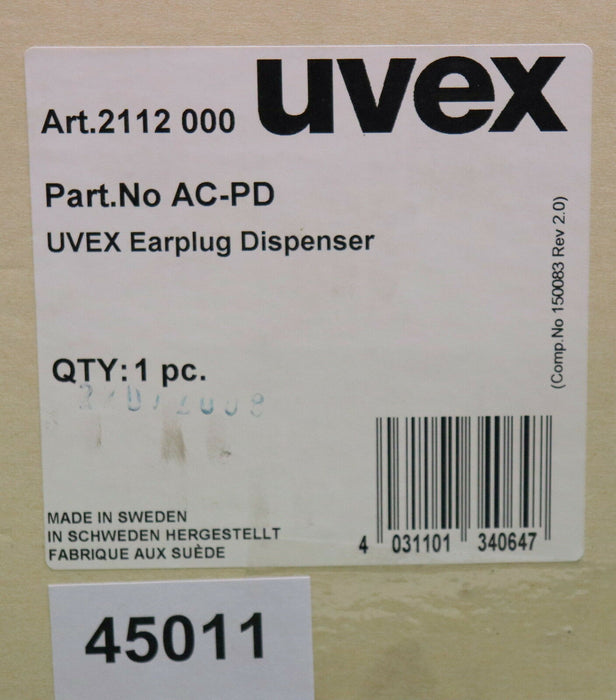 uvex
Art.2112 000
Part.No AC-PD
UVEX Earplug Dispenser
(Comp.No 150083 Rev 2.0)
QTY: 1 pc.
MADE IN SWEDEN
IN SCHWEDEN HERGESTELLT
FABRIQUE AUX SUÈDE
4 031101 340647
45011